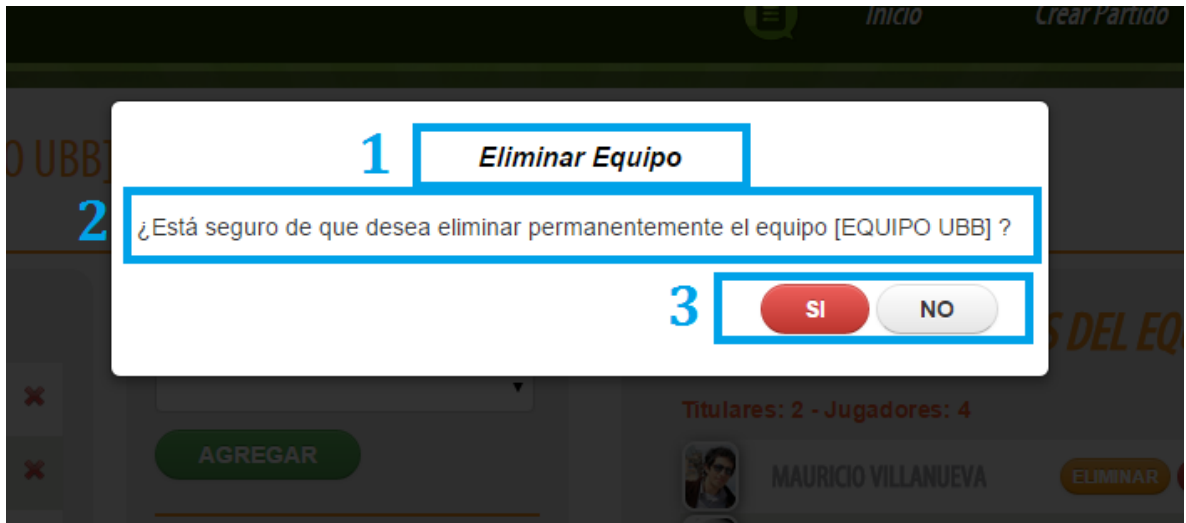 Inicio Crear Partido
O UBB]
1 Eliminar Equipo
2 ¿Está seguro de que desea eliminar permanentemente el equipo [EQUIPO UBB] ?
3 SI NO
S DEL EQ
Titulares: 2 - Jugadores: 4
AGREGAR
MAURICIO VILLANUEVA ELIMINAR